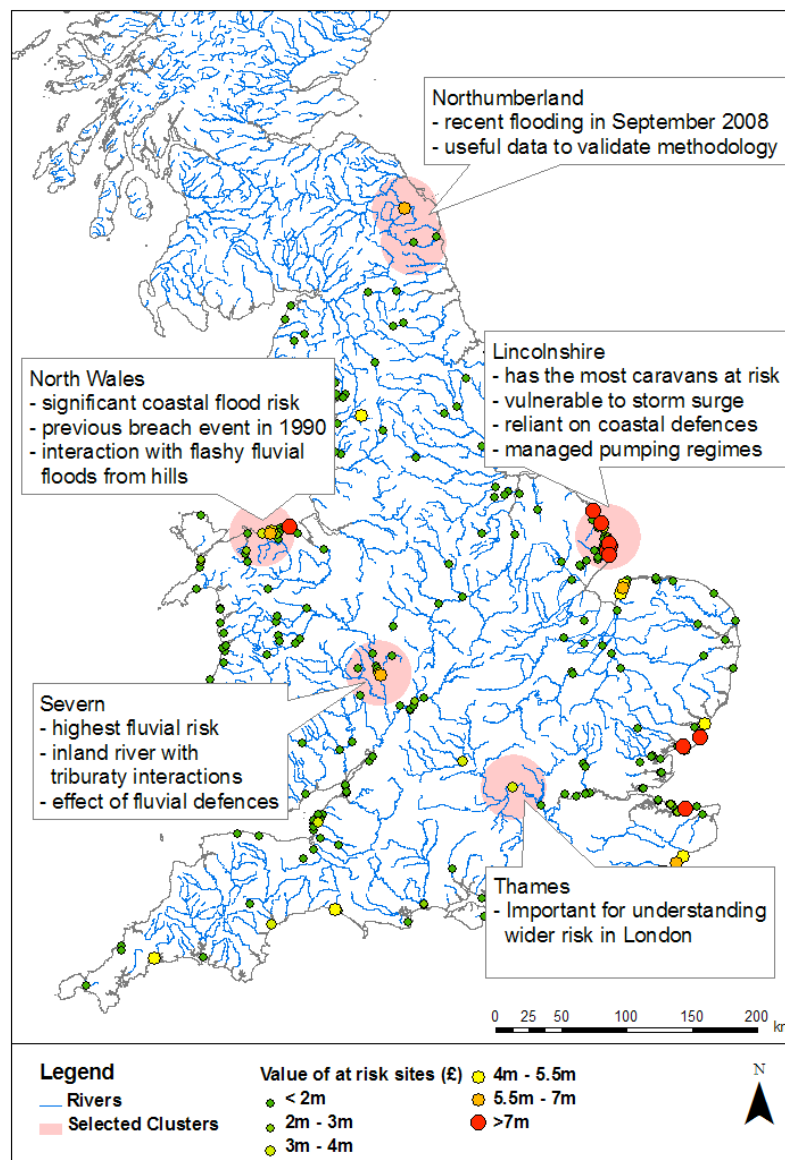 Northumberland
- recent flooding in September 2008
- useful data to validate methodology
Lincolnshire
- has the most caravans at risk
- vulnerable to storm surge
- reliant on coastal defences
- managed pumping regimes
North Wales
- significant coastal flood risk
- previous breach event in 1990
- interaction with flashy fluvial
floods from hills
Severn
- highest fluvial risk
- inland river with
triburaty interactions
- effect of fluvial defences
Thames
- Important for understanding
wider risk in London
0 25 50 100 150 200
km
Legend
Rivers
Selected Clusters
Value of at risk sites (£)
< 2m
2m - 3m
3m - 4m
4m - 5.5m
5.5m - 7m
>7m
N